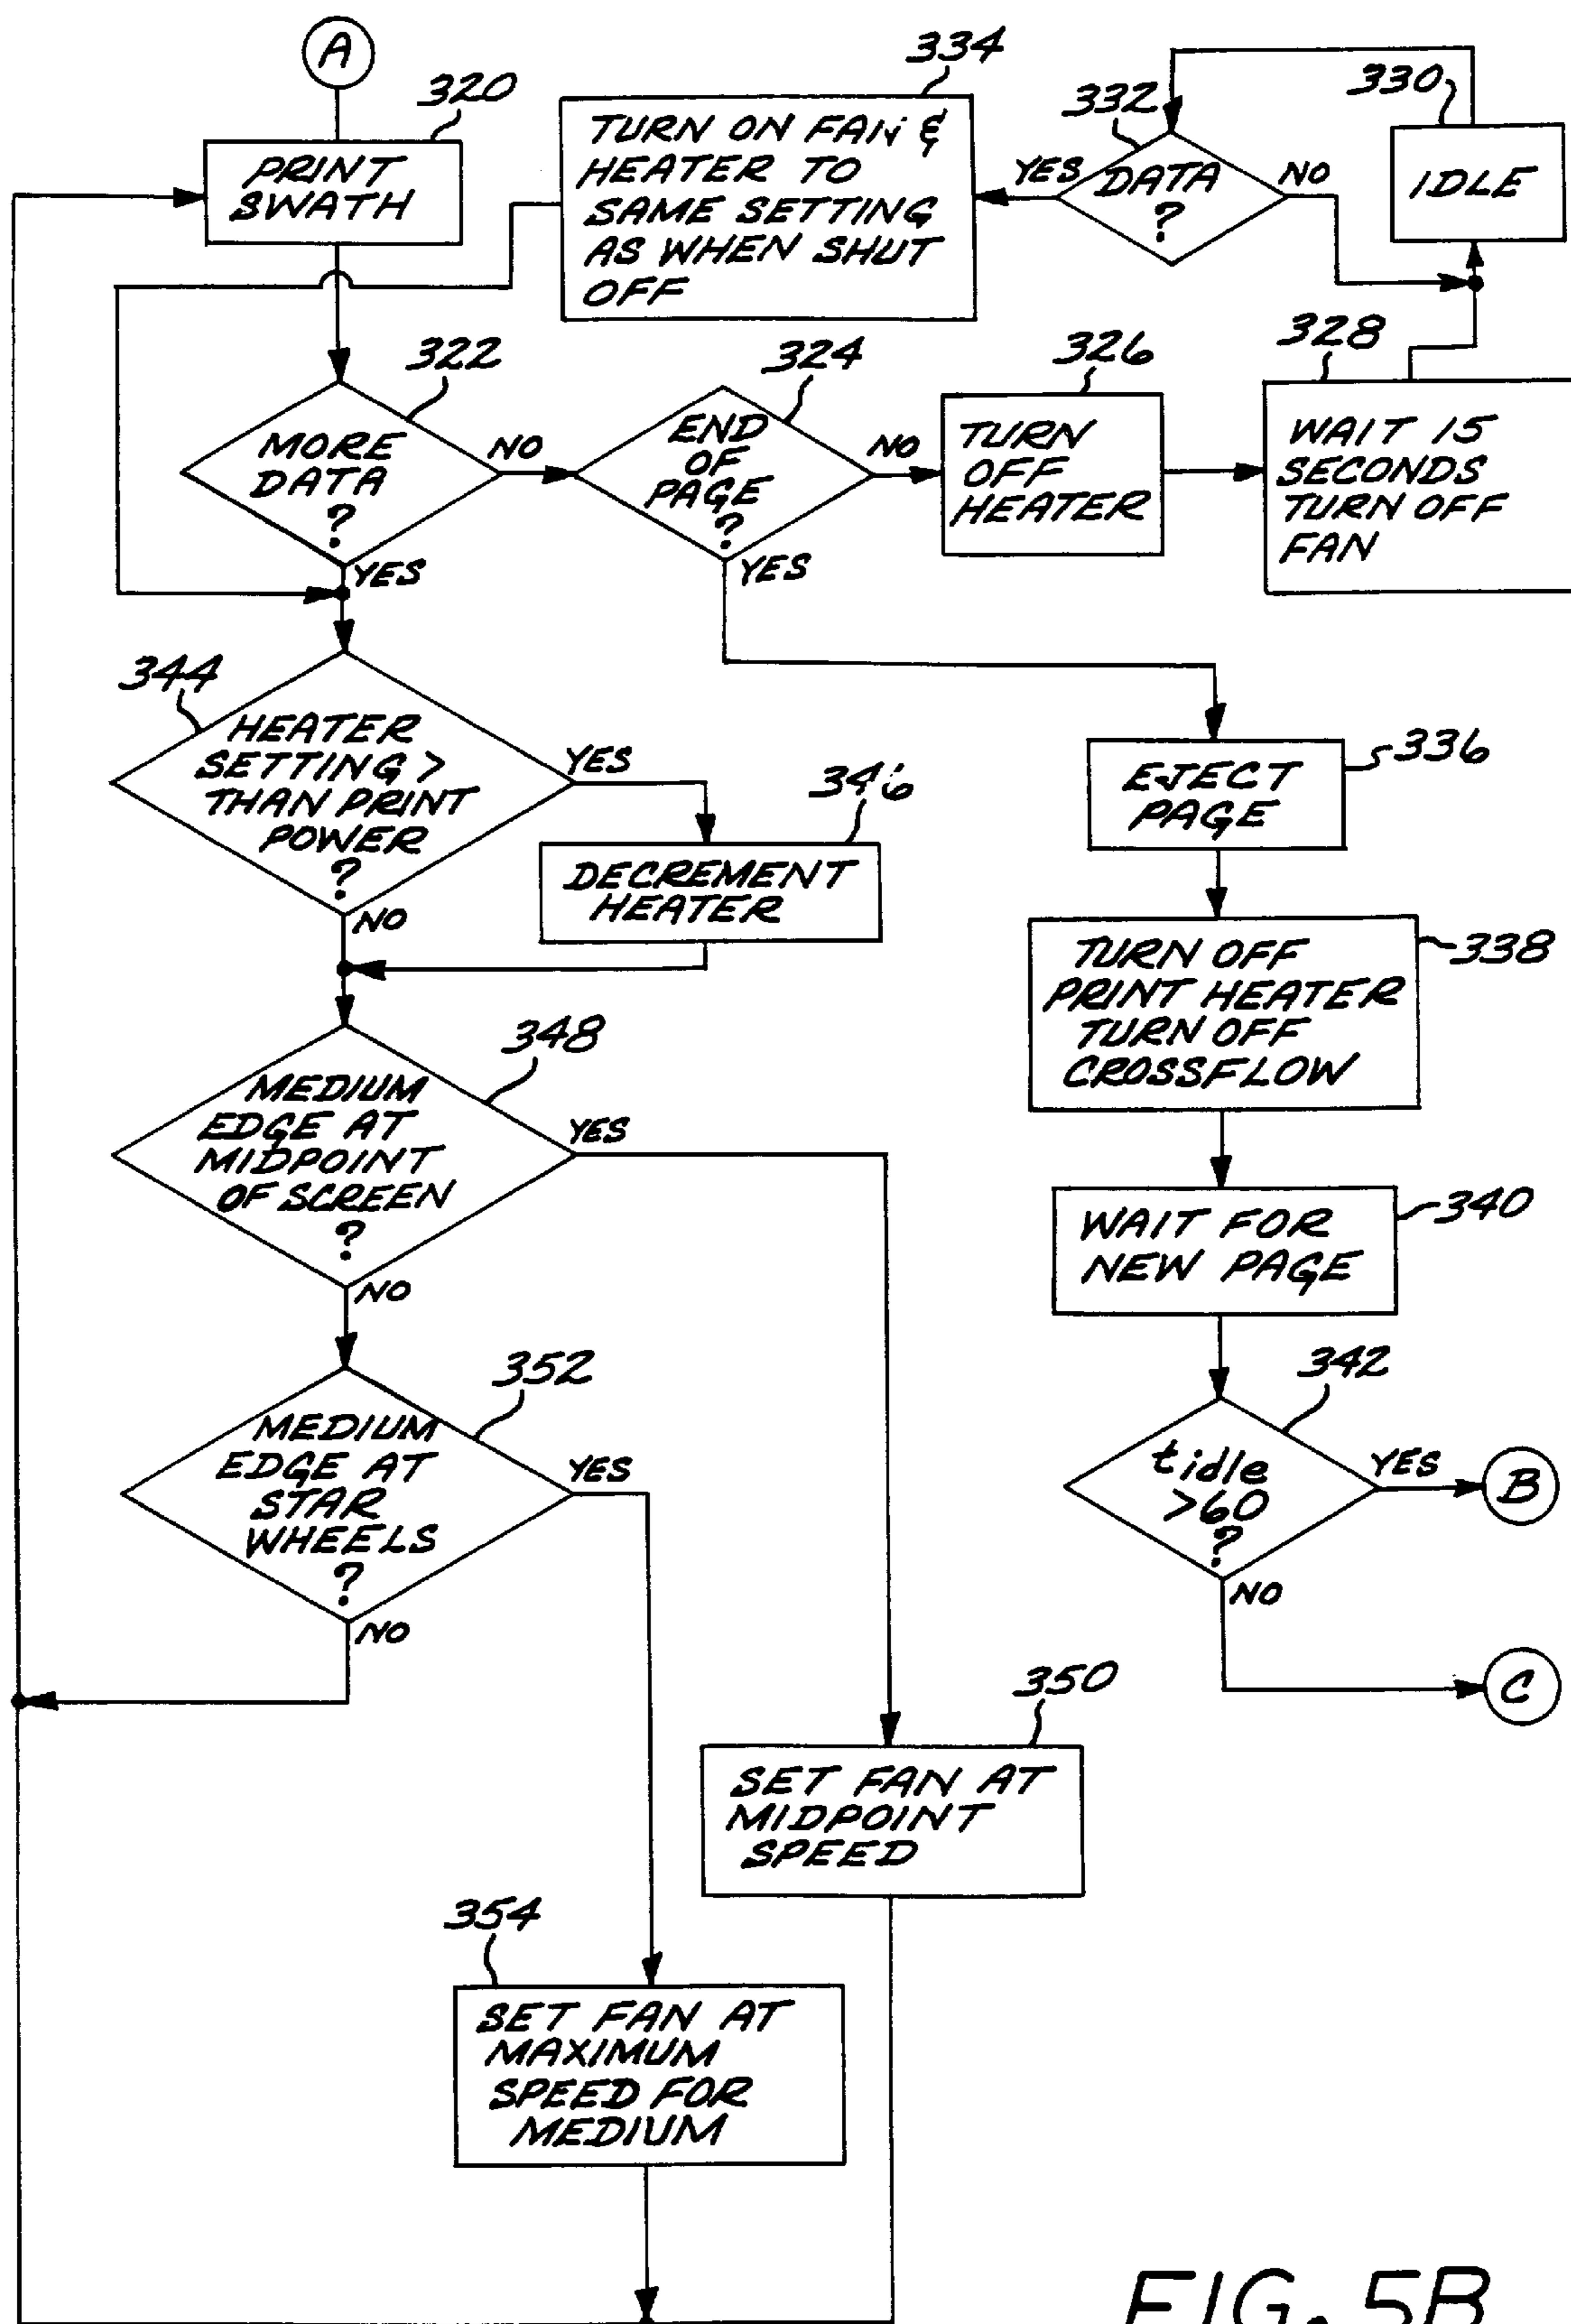 A
320
PRINT
SWATH
334
TURN ON FAN &
HEATER TO
SAME SETTING
AS WHEN SHUT
OFF
332
YES
DATA
?
NO
330
IDLE
322
MORE
DATA
?
NO
YES
324
END
OF
PAGE
?
NO
YES
326
TURN
OFF
HEATER
328
WAIT 15
SECONDS
TURN OFF
FAN
344
HEATER
SETTING >
THAN PRINT
POWER
?
YES
NO
346
DECREMENT
HEATER
336
EJECT
PAGE
338
TURN OFF
PRINT HEATER
TURN OFF
CROSSFLOW
348
MEDIUM
EDGE AT
MIDPOINT
OF SCREEN
?
YES
NO
340
WAIT FOR
NEW PAGE
352
MEDIUM
EDGE AT
STAR
WHEELS
?
YES
NO
342
tidle
>60
?
YES
B
NO
C
350
SET FAN AT
MIDPOINT
SPEED
354
SET FAN AT
MAXIMUM
SPEED FOR
MEDIUM
FIG. 5B